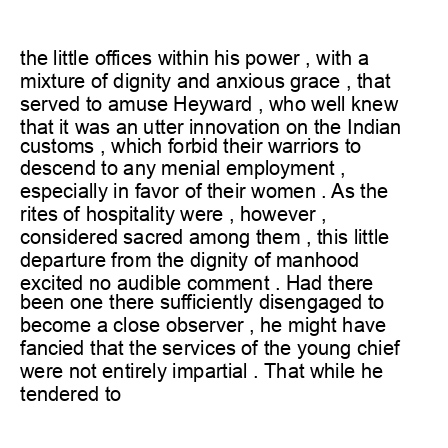 the little offices within his power , with a
mixture of dignity and anxious grace , that
served to amuse Heyward , who well knew
that it was an utter innovation on the Indian
customs , which forbid their warriors to
descend to any menial employment ,
especially in favor of their women . As the
rites of hospitality were , however ,
considered sacred among them , this little
departure from the dignity of manhood
excited no audible comment . Had there
been one there sufficiently disengaged to
become a close observer , he might have
fancied that the services of the young chief
were not entirely impartial . That while he
tendered to